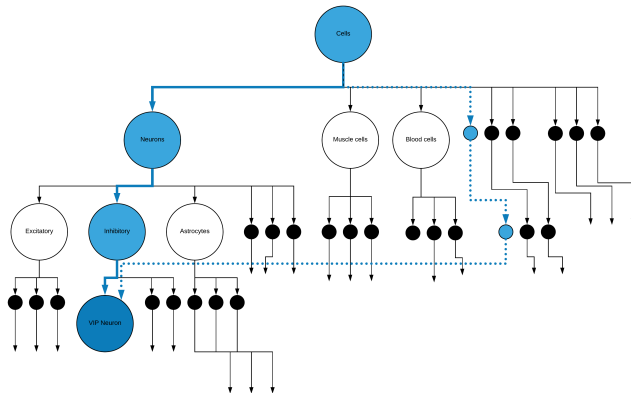 Cells
Neurons
Muscle cells
Blood cells
Excitatory
Inhibitory
Astrocytes
VIP Neuron